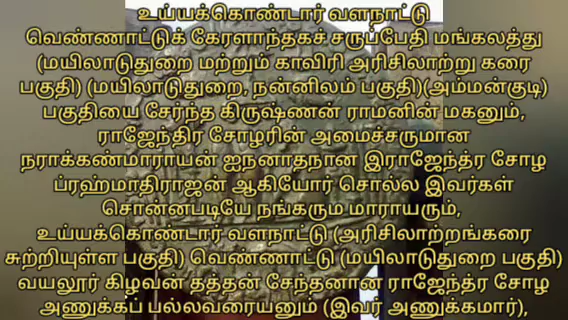 உய்யக்கொண்டார் வளநாட்டு
வெண்ணாட்டுக் கேரளாந்தகச் சருப்பேதி மங்கலத்து
(மயிலாடுதுறை மற்றும் காவிரி அரிசிலாற்று கரை
பகுதி) (மயிலாடுதுறை, நன்னிலம் பகுதி)(அம்மன்குடி)
பகுதியை சேர்ந்த கிருஷ்ணன் ராமனின் மகனும்,
ராஜேந்திர சோழரின் அமைச்சருமான
நராக்கண்மாராயன் ஐநனாதநான இராஜேந்த்ர சோழ
ப்ரஹ்மாதிராஜன் ஆகியோர் சொல்ல இவர்கள்
சொன்னபடியே நங்கரும் மாராயரும்,
உய்யக்கொண்டார் வளநாட்டு (அரிசிலாற்றங்கரை
சுற்றியுள்ள பகுதி) வெண்ணாட்டு (மயிலாடுதுறை பகுதி)
வயலூர் கிழவன் தத்தன் சேந்தனான ராஜேந்த்ர சோழ
அணுக்கப் பல்லவரையனும் (இவர் அணுக்கமார்),